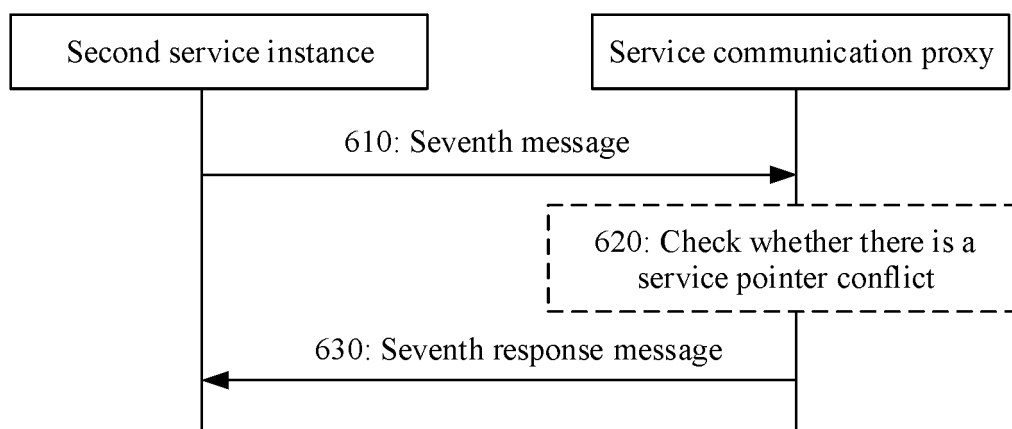 Second service instance
Service communication proxy
610: Seventh message
620: Check whether there is a
service pointer conflict
630: Seventh response message